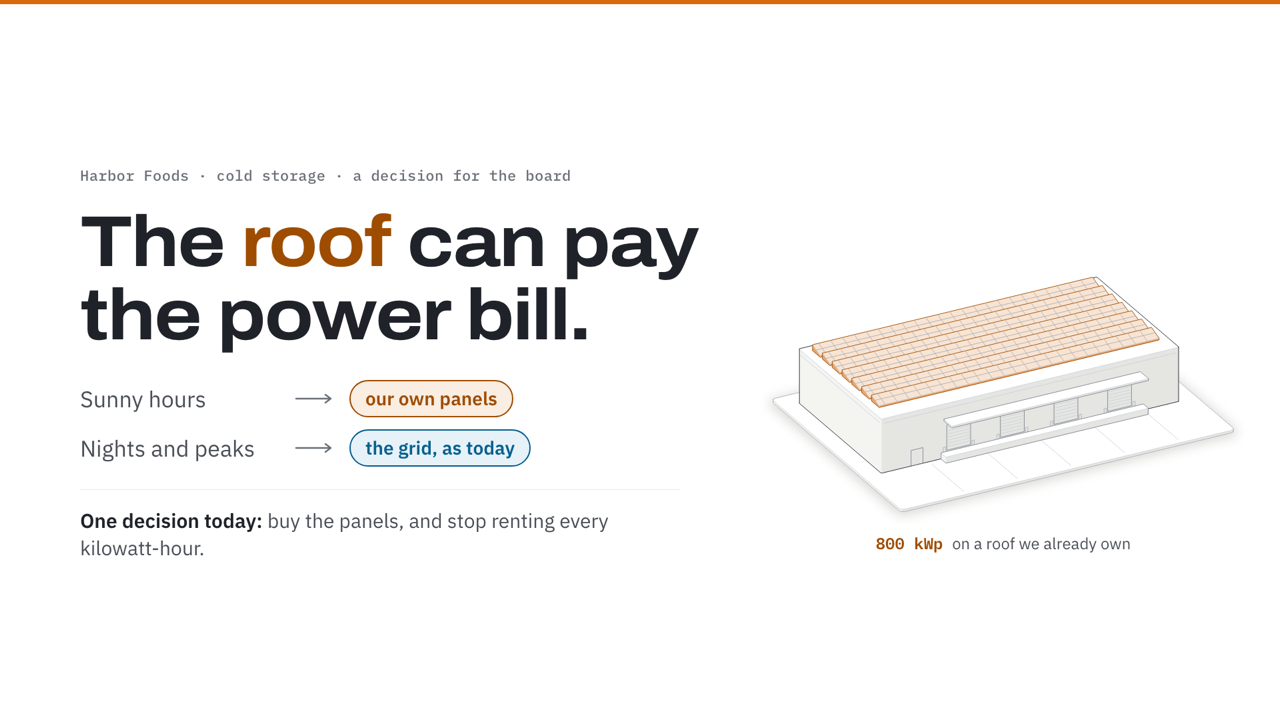 Harbor Foods · cold storage · a decision for the board
The roof can pay
the power bill.
Sunny hours → our own panels
Nights and peaks → the grid, as today
One decision today: buy the panels, and stop renting every
kilowatt-hour.
800 kWp on a roof we already own